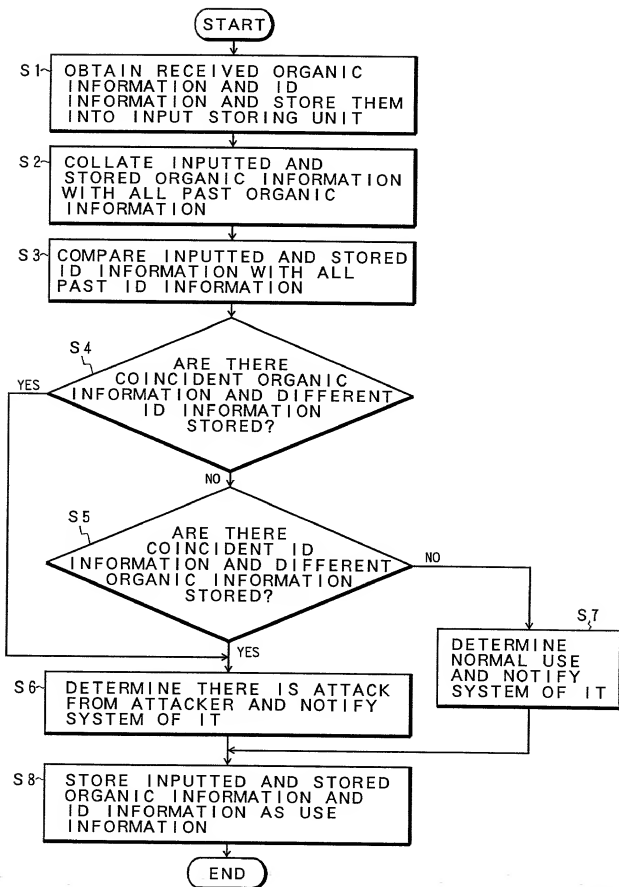 START
S1
OBTAIN RECEIVED ORGANIC
INFORMATION AND ID
INFORMATION AND STORE THEM
INTO INPUT STORING UNIT
S2
COLLATE INPUTTED AND
STORED ORGANIC INFORMATION
WITH ALL PAST ORGANIC
INFORMATION
S3
COMPARE INPUTTED AND STORED
ID INFORMATION WITH ALL
PAST ID INFORMATION
S4
YES
ARE THERE
COINCIDENT ORGANIC
INFORMATION AND DIFFERENT
ID INFORMATION
STORED?
NO
S5
ARE THERE
COINCIDENT ID
INFORMATION AND DIFFERENT
ORGANIC INFORMATION
STORED?
NO
YES
S7
DETERMINE
NORMAL USE
AND NOTIFY
SYSTEM OF IT
S6
DETERMINE THERE IS ATTACK
FROM ATTACKER AND NOTIFY
SYSTEM OF IT
S8
STORE INPUTTED AND STORED
ORGANIC INFORMATION AND
ID INFORMATION AS USE
INFORMATION
END